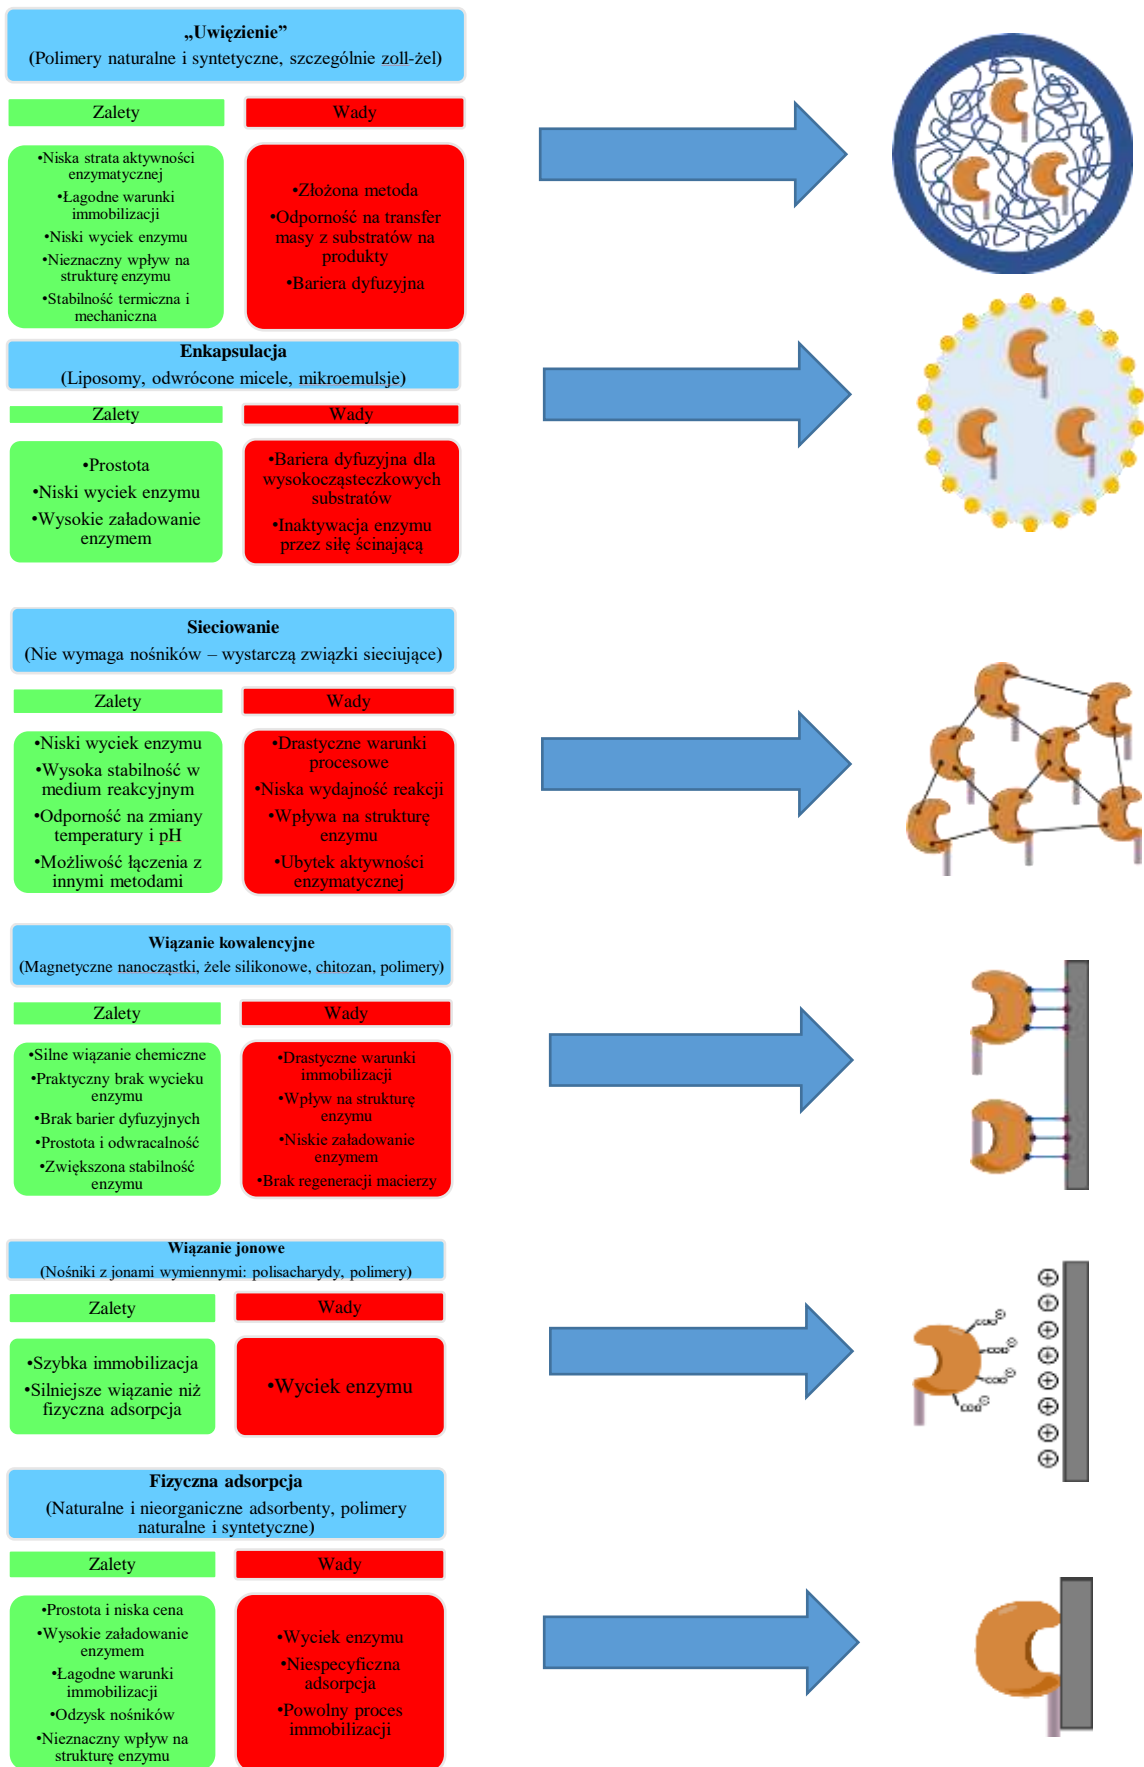 „Uwięzienie”
(Polimery naturalne i syntetyczne, szczególnie zoll-żel)
Zalety
Wady
•Niska strata aktywności
enzymatycznej
•Łagodne warunki
immobilizacji
•Niski wyciek enzymu
•Nieznaczny wpływ na
strukturę enzymu
•Stabilność termiczna i
mechaniczna
•Złożona metoda
•Odporność na transfer
masy z substratów na
produkty
•Bariera dyfuzyjna
Enkapsulacja
(Liposomy, odwrócone micele, mikroemulsje)
Zalety
Wady
•Prostota
•Niski wyciek enzymu
•Wysokie załadowanie
enzymem
•Bariera dyfuzyjna dla
wysokocząsteczkowych
substratów
•Inaktywacja enzymu
przez siłę ścinającą
Sieciowanie
(Nie wymaga nośników – wystarczą związki sieciujące)
Zalety
Wady
•Niski wyciek enzymu
•Wysoka stabilność w
medium reakcyjnym
•Odporność na zmiany
temperatury i pH
•Możliwość łączenia z
innymi metodami
•Drastyczne warunki
procesowe
•Niska wydajność reakcji
•Wpływa na strukturę
enzymu
•Ubytek aktywności
enzymatycznej
Wiązanie kowalencyjne
(Magnetyczne nanocząstki, żele silikonowe, chitozan, polimery)
Zalety
Wady
•Silne wiązanie chemiczne
•Praktyczny brak wycieku
enzymu
•Brak barier dyfuzyjnych
•Prostota i odwracalność
•Zwiększona stabilność
enzymu
•Drastyczne warunki
immobilizacji
•Wpływ na strukturę
enzymu
•Niskie załadowanie
enzymem
•Brak regeneracji macierzy
Wiązanie jonowe
(Nośniki z jonami wymiennymi: polisacharydy, polimery)
Zalety
Wady
•Szybka immobilizacja
•Silniejsze wiązanie niż
fizyczna adsorpcja
•Wyciek enzymu
COO⊖
COO⊖
COO⊖
COO⊖
⊕
⊕
⊕
⊕
⊕
⊕
⊕
⊕
Fizyczna adsorpcja
(Naturalne i nieorganiczne adsorbenty, polimery
naturalne i syntetyczne)
Zalety
Wady
•Prostota i niska cena
•Wysokie załadowanie
enzymem
•Łagodne warunki
immobilizacji
•Odzysk nośników
•Nieznaczny wpływ na
strukturę enzymu
•Wyciek enzymu
•Niespecyficzna
adsorpcja
•Powolny proces
immobilizacji